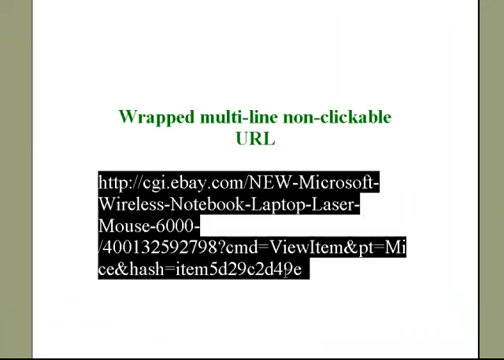 Wrapped multi-line non-clickable
URL
http://cgi.ebay.com/NEW-Microsoft-
Wireless-Notebook-Laptop-Laser-
Mouse-6000-
/400132592798?cmd=ViewItem&pt=Mi
ce&hash=item5d29c2d49e